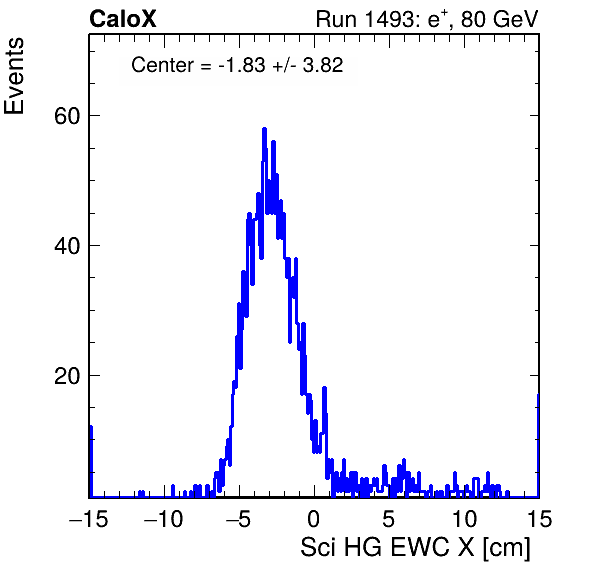 CaloX Run 1493: e⁺, 80 GeV
Center = -1.83 +/- 3.82
Events
60
40
20
−15 −10 −5 0 5 10 15
Sci HG EWC X [cm]